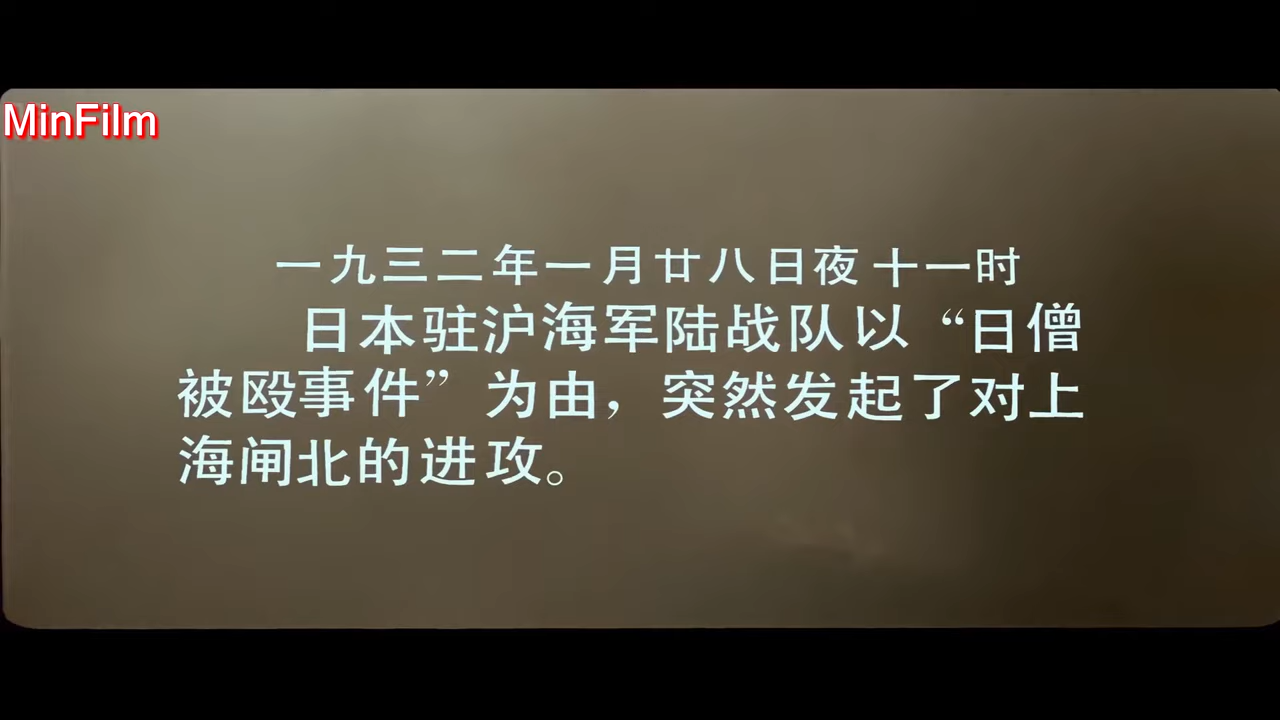 MinFilm
一九三二年一月廿八日夜十一时
日本驻沪海军陆战队以“日僧
被殴事件”为由，突然发起了对上
海闸北的进攻。